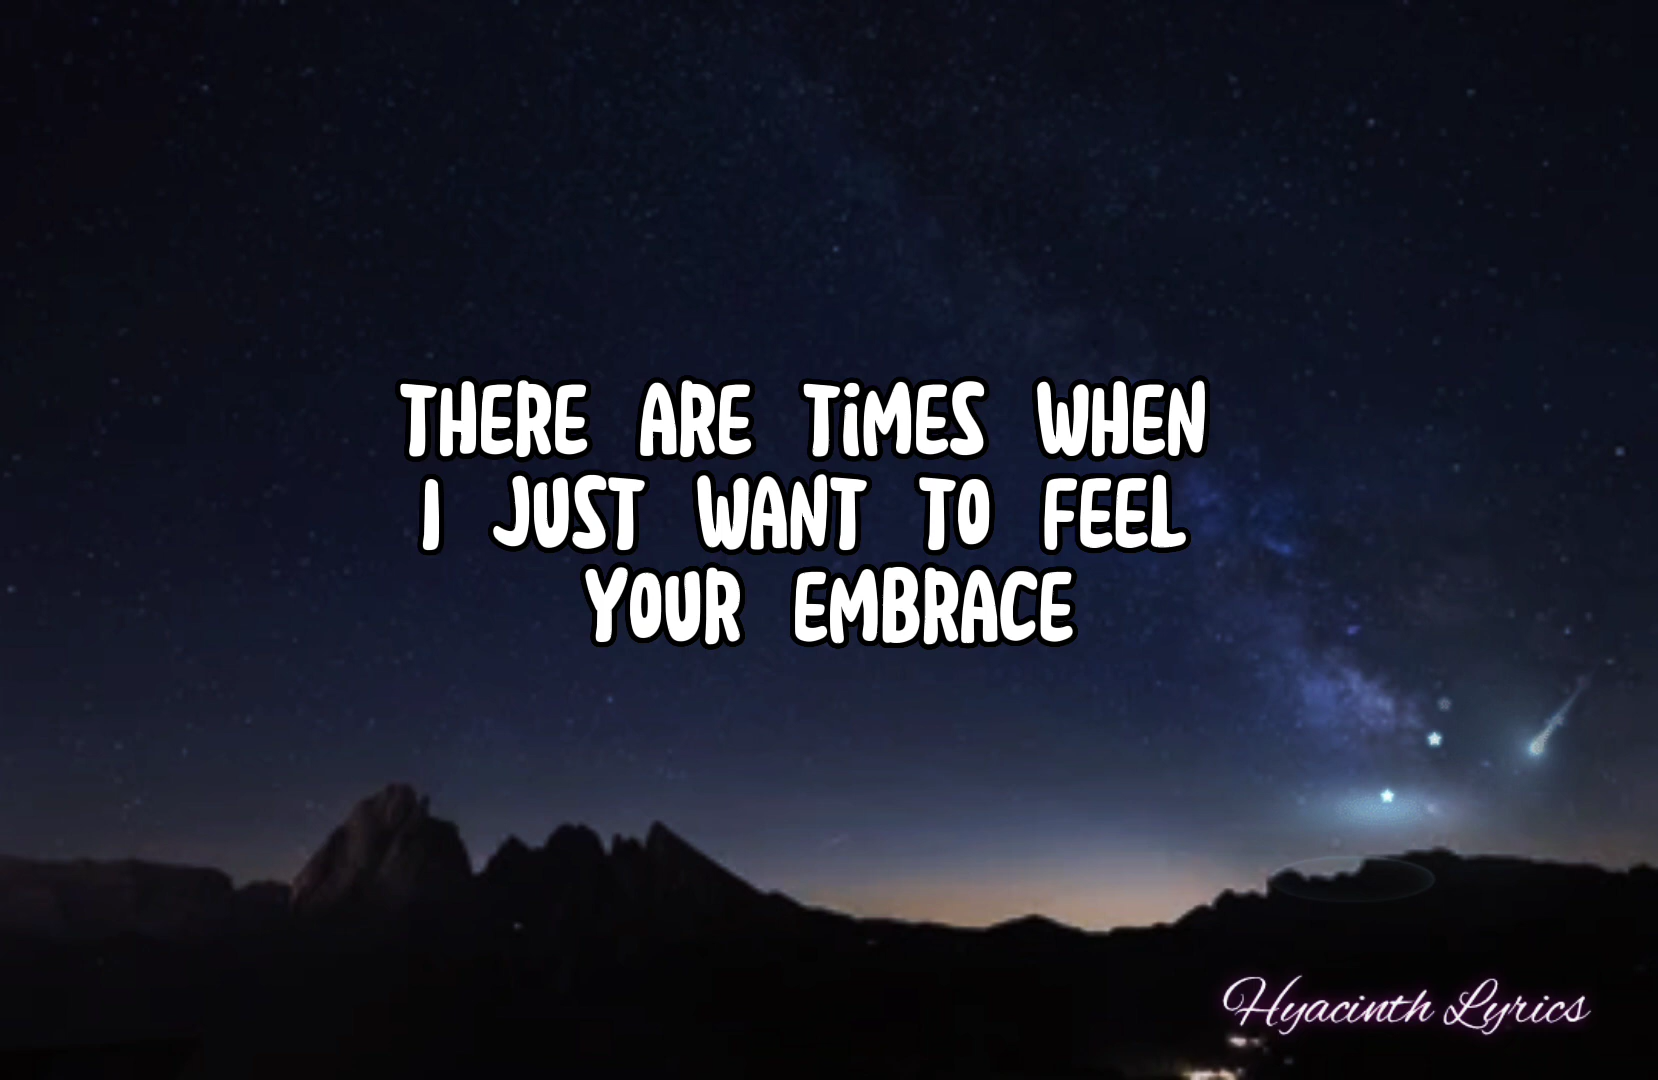 THERE ARE TiMES WHEN
I JUST WANT TO FEEL
YOUR EMBRACE
Hyacinth Lyrics